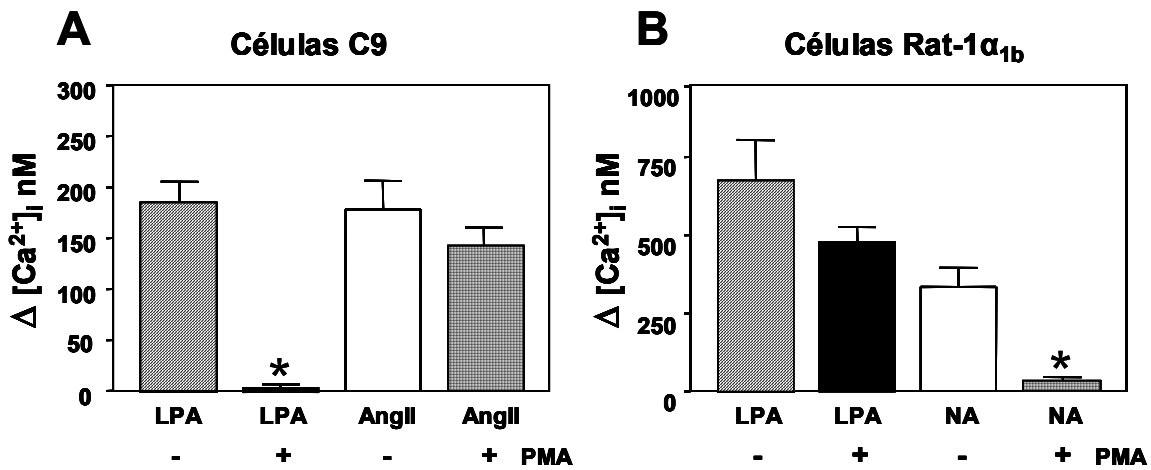 A
Células C9
Δ [Ca²⁺]ᵢ nM
300
250
200
150
100
50
0
*
LPA LPA AngII AngII
- + - + PMA
B
Células Rat-1α₁b
Δ [Ca²⁺]ᵢ nM
1000
750
500
250
0
*
LPA LPA NA NA
- + - + PMA